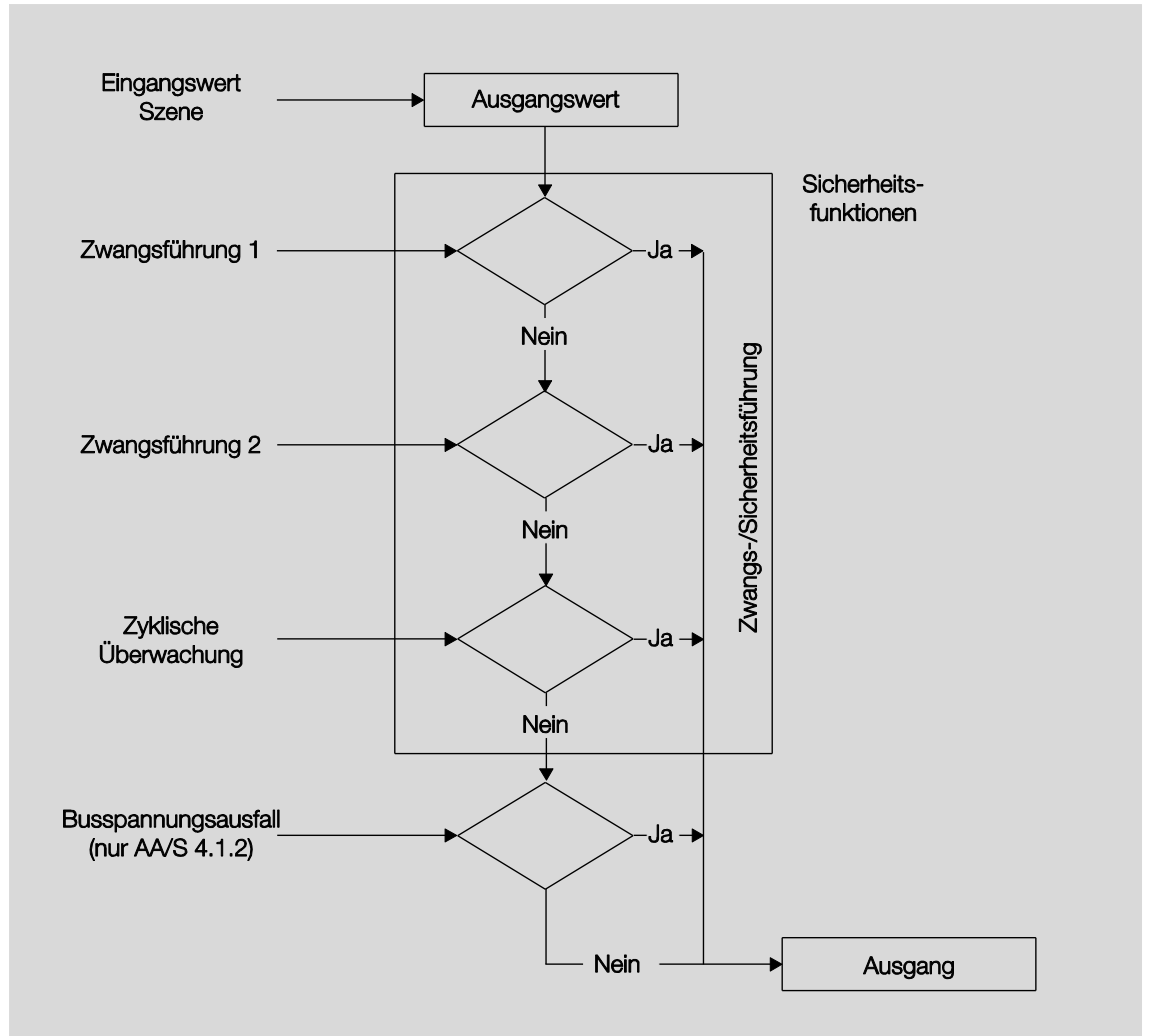 Eingangswert
Szene
Ausgangswert
Sicherheits-
funktionen
Zwangsführung 1
Ja
Nein
Zwangsführung 2
Ja
Nein
Zwangs-/Sicherheitsführung
Zyklische
Überwachung
Ja
Nein
Busspannungsausfall
(nur AA/S 4.1.2)
Ja
Nein
Ausgang